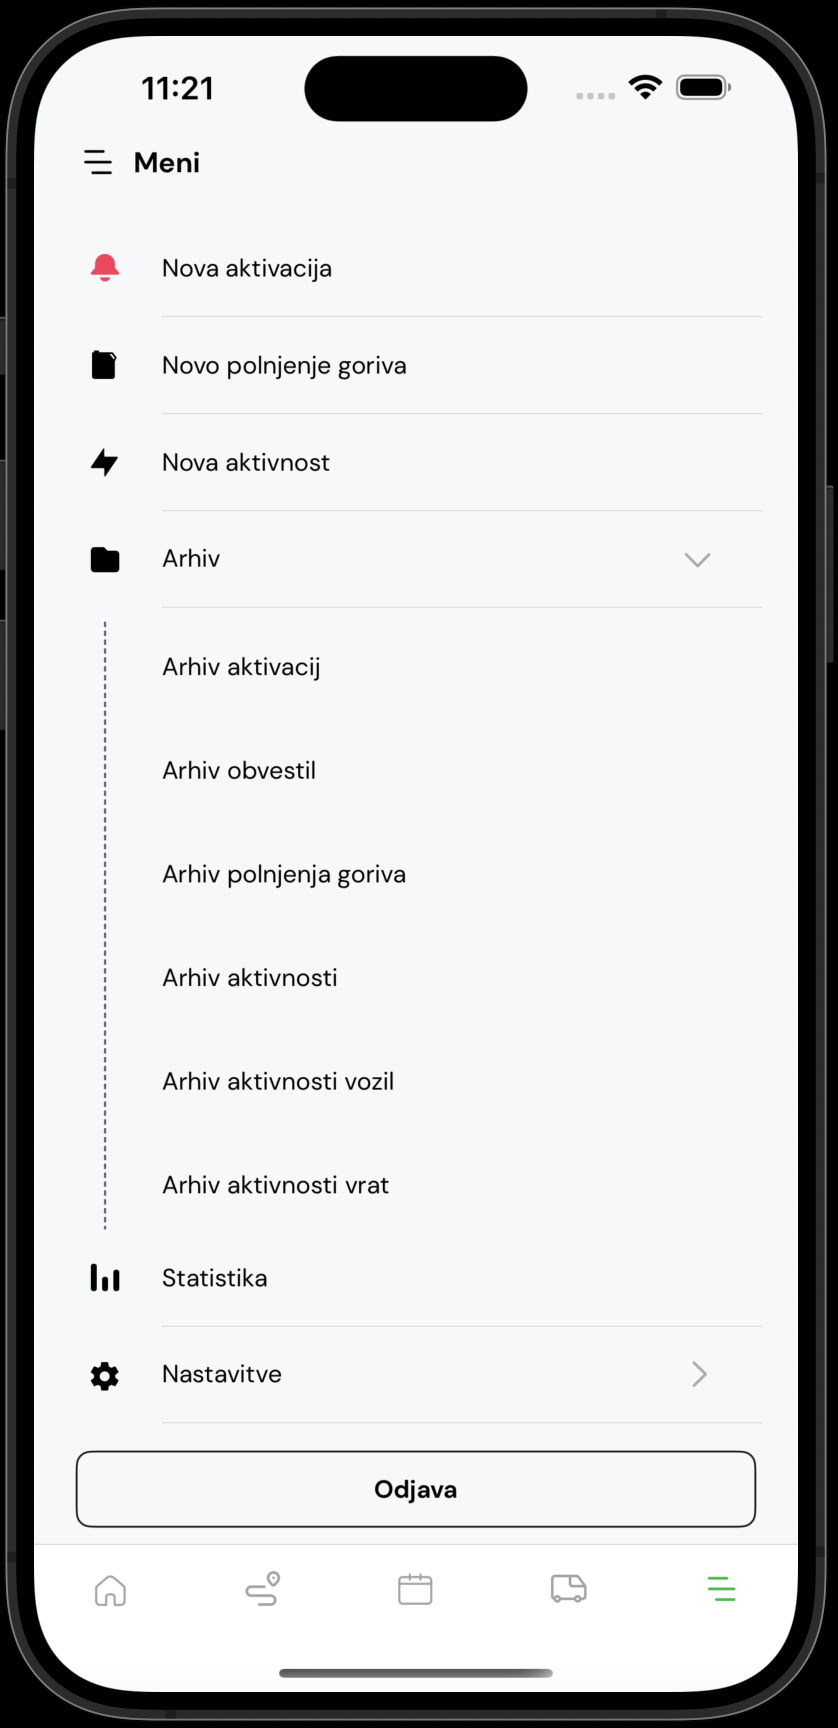 11:21
Meni
Nova aktivacija
Novo polnjenje goriva
Nova aktivnost
Arhiv
Arhiv aktivacij
Arhiv obvestil
Arhiv polnjenja goriva
Arhiv aktivnosti
Arhiv aktivnosti vozil
Arhiv aktivnosti vrat
Statistika
Nastavitve
Odjava